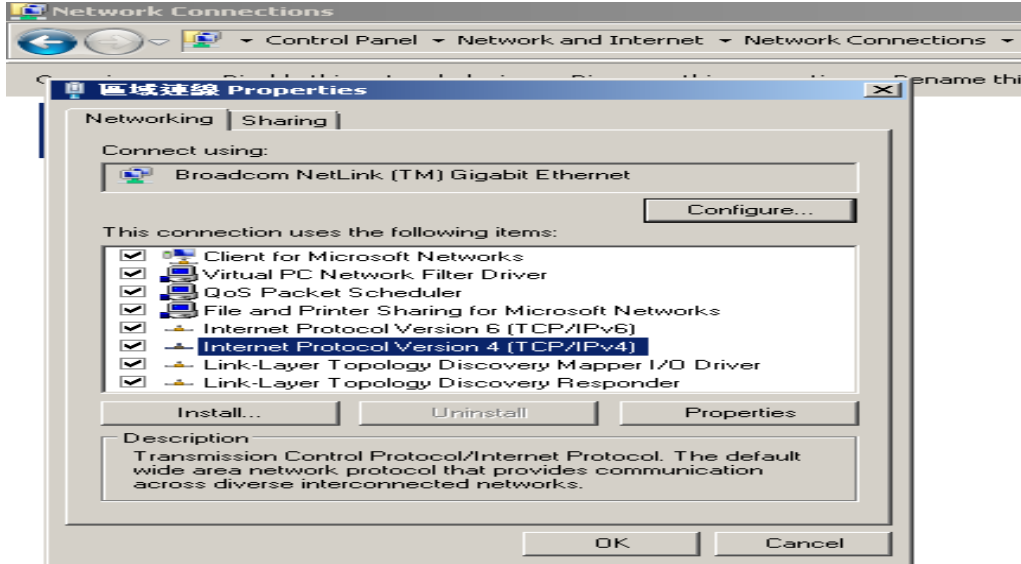 Network Connections
Control Panel Network and Internet Network Connections
Rename thi
區域連線 Properties
Networking Sharing
Connect using:
Broadcom NetLink (TM) Gigabit Ethernet
Configure...
This connection uses the following items:
Client for Microsoft Networks
Virtual PC Network Filter Driver
QoS Packet Scheduler
File and Printer Sharing for Microsoft Networks
Internet Protocol Version 6 (TCP/IPv6)
Internet Protocol Version 4 (TCP/IPv4)
Link-Layer Topology Discovery Mapper I/O Driver
Link-Layer Topology Discovery Responder
Install... Uninstall Properties
Description
Transmission Control Protocol/Internet Protocol. The default
wide area network protocol that provides communication
across diverse interconnected networks.
OK Cancel